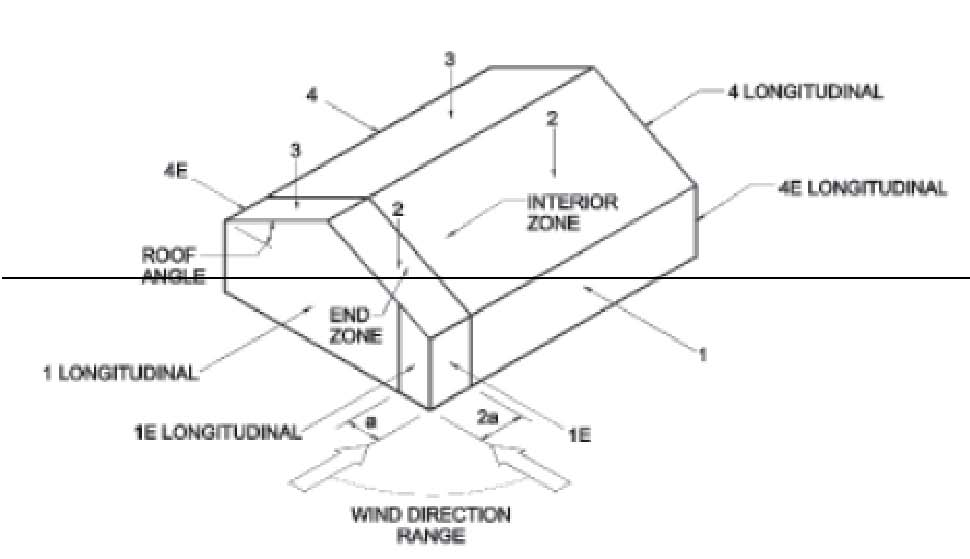 3
4
4 LONGITUDINAL
2
3
4E
4E LONGITUDINAL
INTERIOR
ZONE
2
ROOF
ANGLE
END
ZONE
1
1 LONGITUDINAL
a
2a
1E LONGITUDINAL
1E
WIND DIRECTION
RANGE